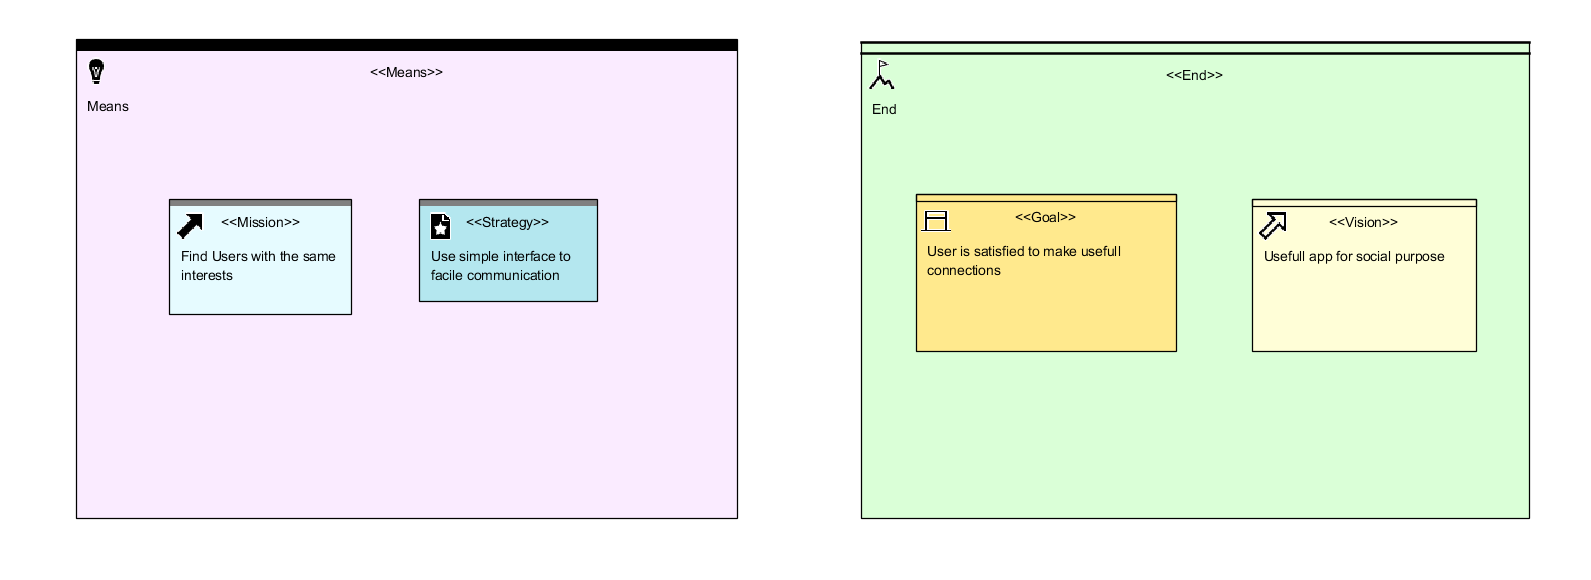 <<Means>>
Means
<<Mission>>
Find Users with the same
interests
<<Strategy>>
Use simple interface to
facile communication
<<End>>
End
<<Goal>>
User is satisfied to make usefull
connections
<<Vision>>
Usefull app for social purpose